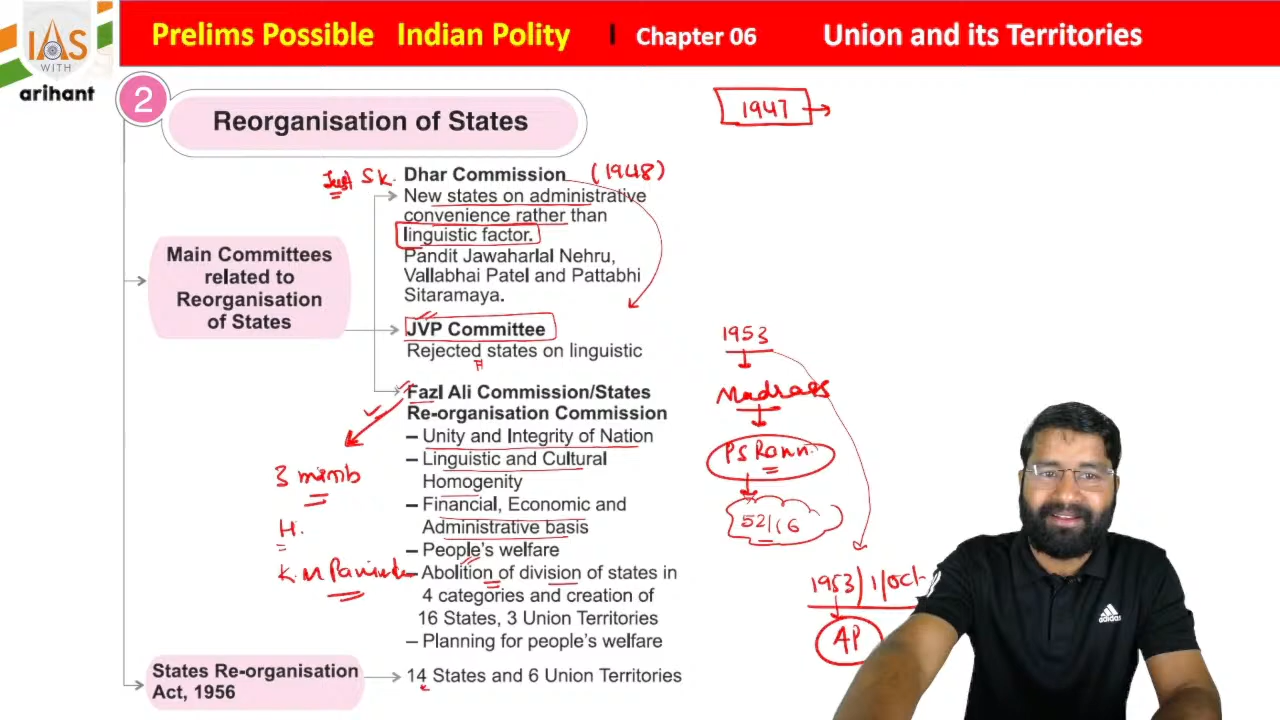 IAS
WITH
arihant
Prelims Possible Indian Polity | Chapter 06 Union and its Territories
2
Reorganisation of States
1947
Main Committees
related to
Reorganisation
of States
Just S K. Dhar Commission (1948)
New states on administrative
convenience rather than
linguistic factor.
Pandit Jawaharlal Nehru,
Vallabhai Patel and Pattabhi
Sitaramaya.
JVP Committee
Rejected states on linguistic
Fazl Ali Commission/States
Re-organisation Commission
– Unity and Integrity of Nation
– Linguistic and Cultural
Homogenity
– Financial, Economic and
Administrative basis
– People's welfare
– Abolition of division of states in
4 categories and creation of
16 States, 3 Union Territories
– Planning for people's welfare
3 memb
H.
K. M
States Re-organisation
Act, 1956
14 States and 6 Union Territories
1953
Madras
PS
52/16
1953/1/oct
AP
adidas